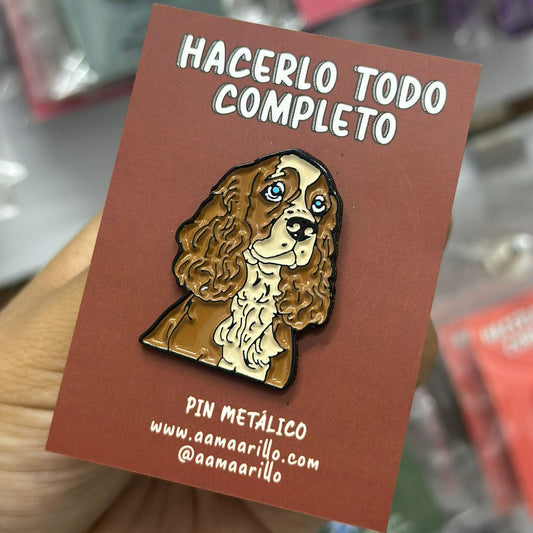 HACERLO TODO
COMPLETO
PIN METÁLICO
www.aamaarillo.com
@aamaarillo